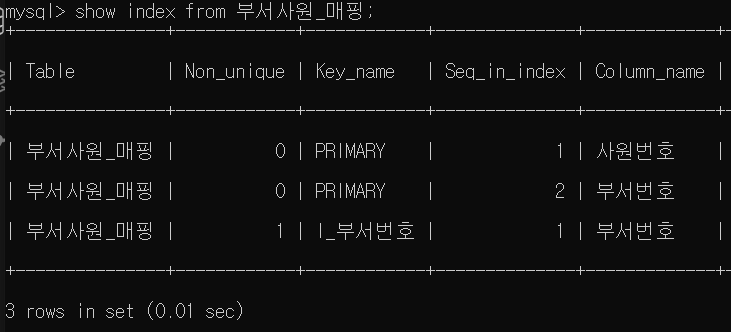 mysql> show index from 부서사원_매핑;
+---------------+------------+------------+--------------+-------------+-
| Table | Non_unique | Key_name | Seq_in_index | Column_name |
+---------------+------------+------------+--------------+-------------+-
| 부서사원_매핑 | 0 | PRIMARY | 1 | 사원번호 |
| 부서사원_매핑 | 0 | PRIMARY | 2 | 부서번호 |
| 부서사원_매핑 | 1 | I_부서번호 | 1 | 부서번호 |
+---------------+------------+------------+--------------+-------------+-
3 rows in set (0.01 sec)